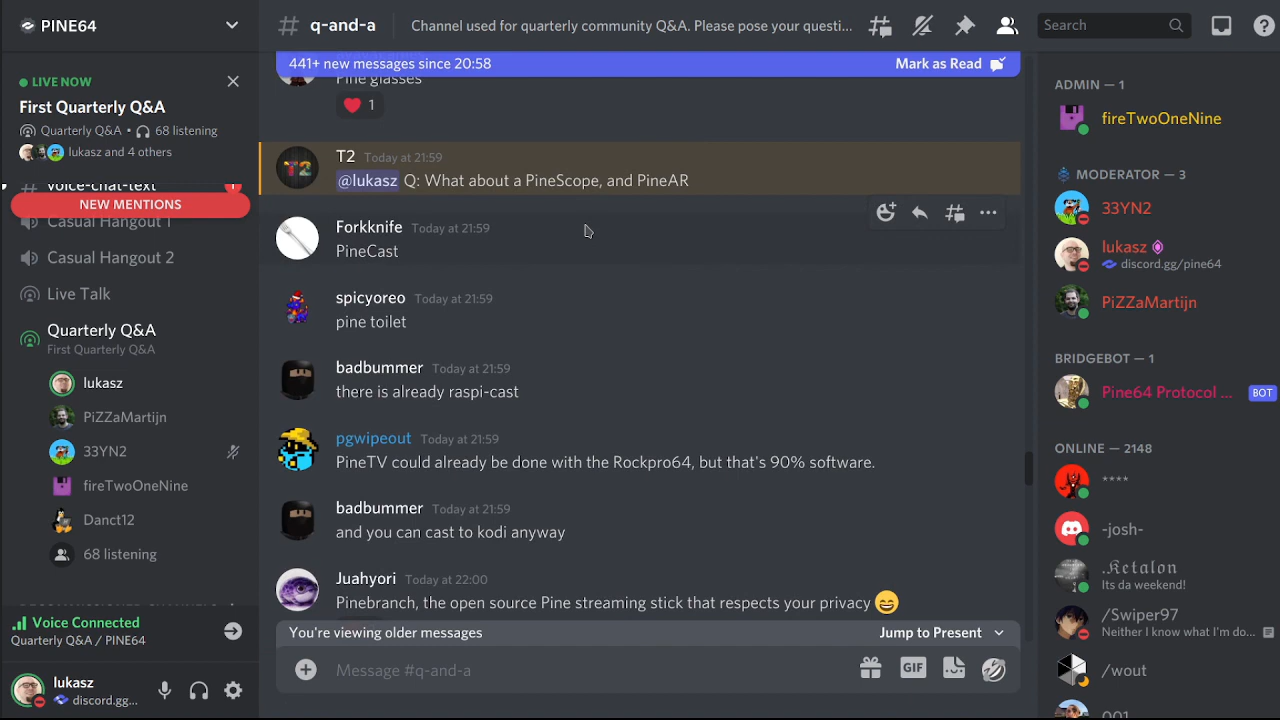 PINE64
LIVE NOW
First Quarterly Q&A
Quarterly Q&A • 68 listening
lukasz and 4 others
voice-chat-text
1
NEW MENTIONS
Casual Hangout 1
Casual Hangout 2
Live Talk
Quarterly Q&A
First Quarterly Q&A
lukasz
PiZZaMartijn
33YN2
fireTwoOneNine
Danct12
68 listening
Voice Connected
Quarterly Q&A / PINE64
lukasz
discord.gg...
# q-and-a
Channel used for quarterly community Q&A. Please pose your questi...
Search
441+ new messages since 20:58
Mark as Read
Pine glasses
1
T2 Today at 21:59
@lukasz Q: What about a PineScope, and PineAR
Forkknife Today at 21:59
PineCast
spicyoreo Today at 21:59
pine toilet
badbummer Today at 21:59
there is already raspi-cast
pgwipeout Today at 21:59
PineTV could already be done with the Rockpro64, but that's 90% software.
badbummer Today at 21:59
and you can cast to kodi anyway
Juahyori Today at 22:00
Pinebranch, the open source Pine streaming stick that respects your privacy 😄
You're viewing older messages
Jump to Present
Message #q-and-a
GIF
ADMIN — 1
fireTwoOneNine
MODERATOR — 3
33YN2
lukasz
discord.gg/pine64
PiZZaMartijn
BRIDGEBOT — 1
Pine64 Protocol ...
BOT
ONLINE — 2148
****
-josh-
.𝕶𝖊𝖙𝖆𝖑𝖔𝖓
Its da weekend!
/Swiper97
Neither I know what I'm do...
/wout
001